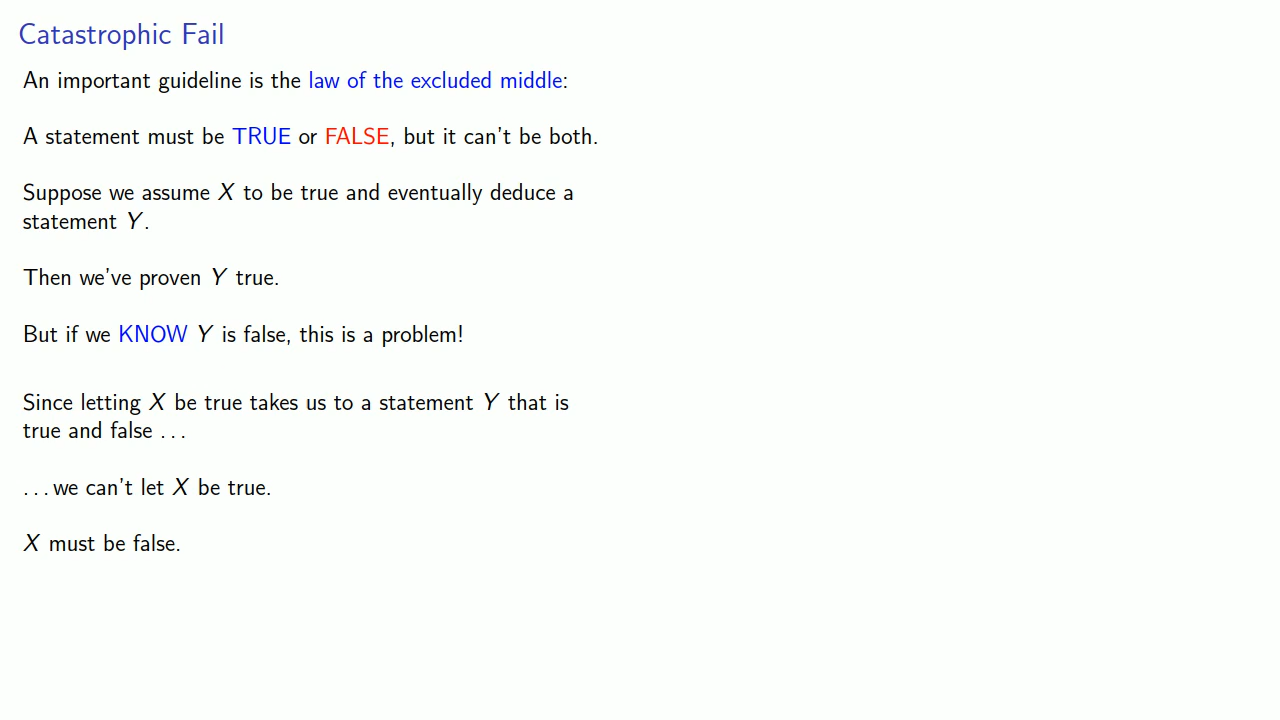 Catastrophic Fail
An important guideline is the law of the excluded middle:
A statement must be TRUE or FALSE, but it can't be both.
Suppose we assume X to be true and eventually deduce a
statement Y.
Then we've proven Y true.
But if we KNOW Y is false, this is a problem!
Since letting X be true takes us to a statement Y that is
true and false ...
...we can't let X be true.
X must be false.